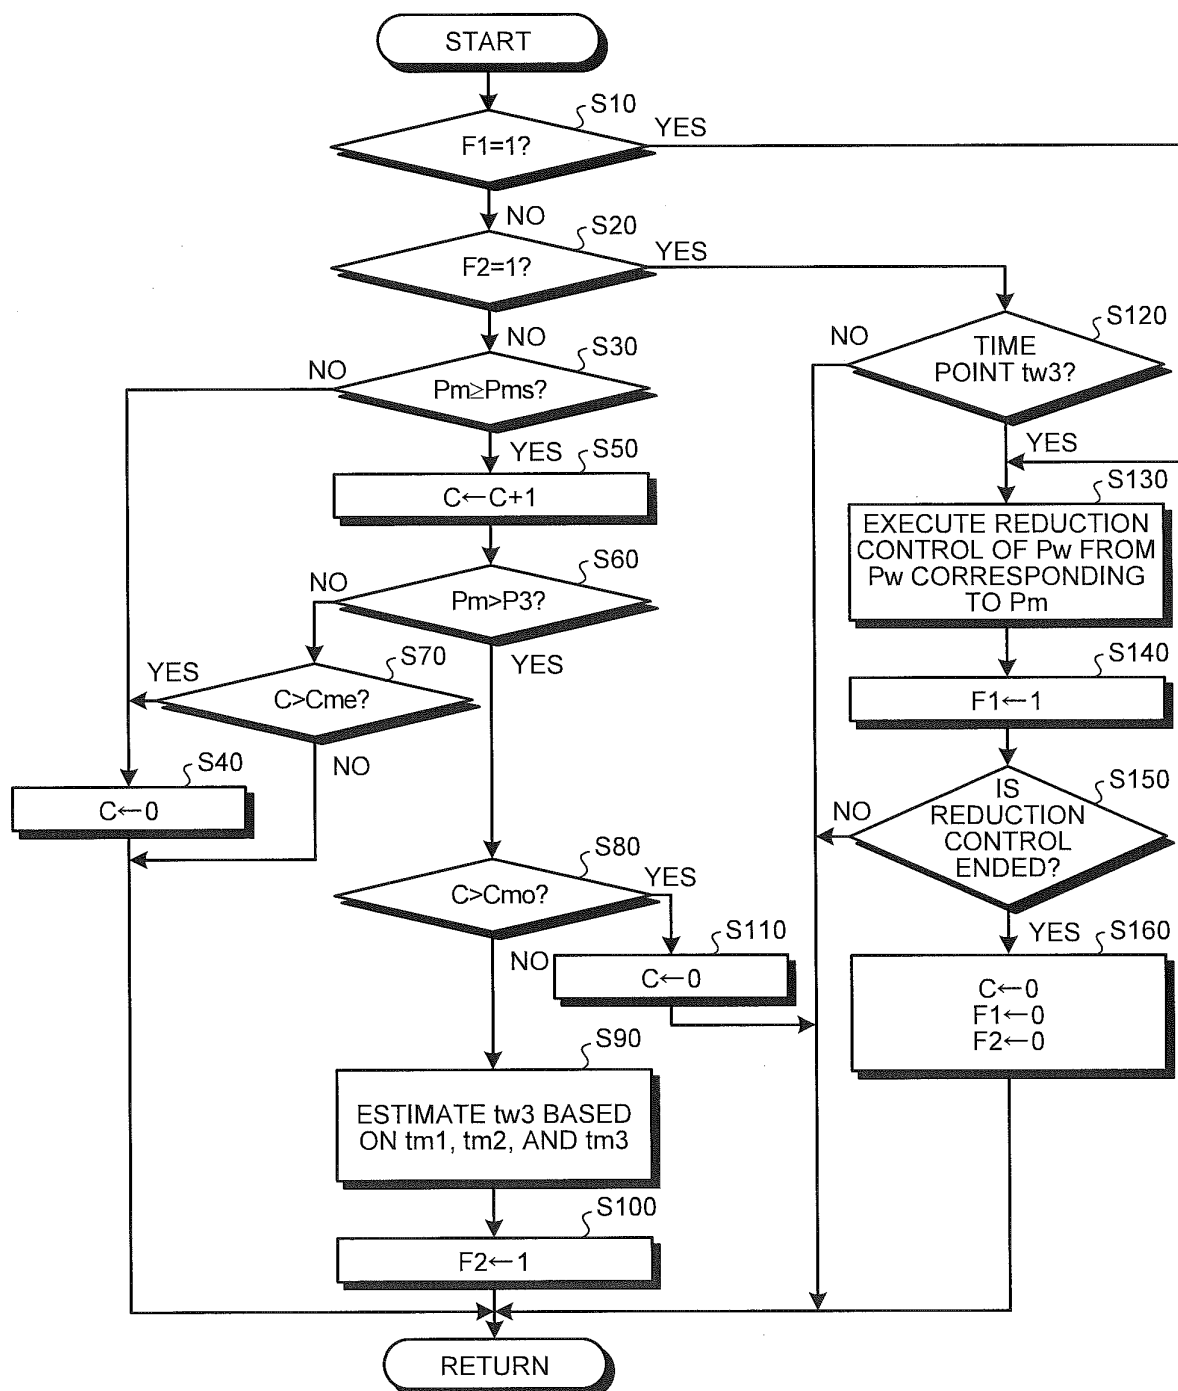 START
S10
F1=1?
YES
NO
S20
F2=1?
YES
NO
S30
Pm≥Pms?
NO
YES
S120
TIME
POINT tw3?
NO
YES
S50
C←C+1
S130
EXECUTE REDUCTION
CONTROL OF Pw FROM
Pw CORRESPONDING
TO Pm
S60
Pm>P3?
NO
YES
S70
C>Cme?
YES
NO
S140
F1←1
S40
C←0
S150
IS
REDUCTION
CONTROL
ENDED?
NO
YES
S80
C>Cmo?
YES
NO
S110
C←0
S160
C←0
F1←0
F2←0
S90
ESTIMATE tw3 BASED
ON tm1, tm2, AND tm3
S100
F2←1
RETURN